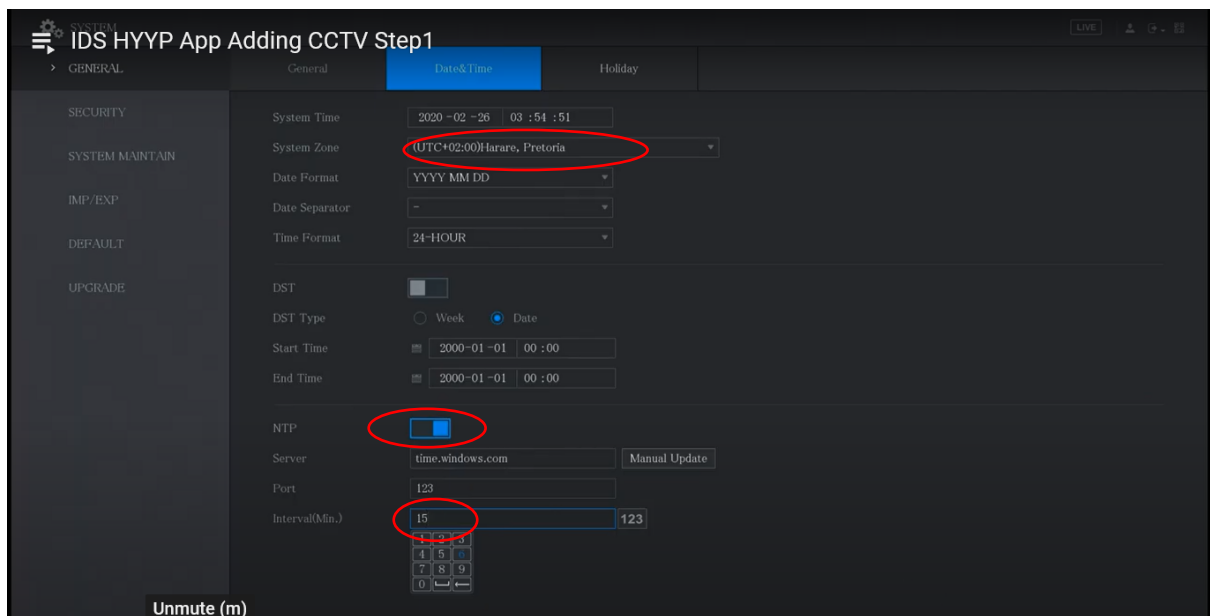 SYSTEM
LIVE
IDS HYYP App Adding CCTV Step1
GENERAL
General Date&Time Holiday
SECURITY
SYSTEM MAINTAIN
IMP/EXP
DEFAULT
UPGRADE
System Time 2020 -02 -26 03 :54 :51
System Zone (UTC+02:00)Harare, Pretoria
Date Format YYYY MM DD
Date Separator -
Time Format 24-HOUR
DST
DST Type Week Date
Start Time 2000-01 -01 00 :00
End Time 2000-01 -01 00 :00
NTP
Server time.windows.com Manual Update
Port 123
Interval(Min.) 15 123
1 2 3
4 5 6
7 8 9
0
Unmute (m)